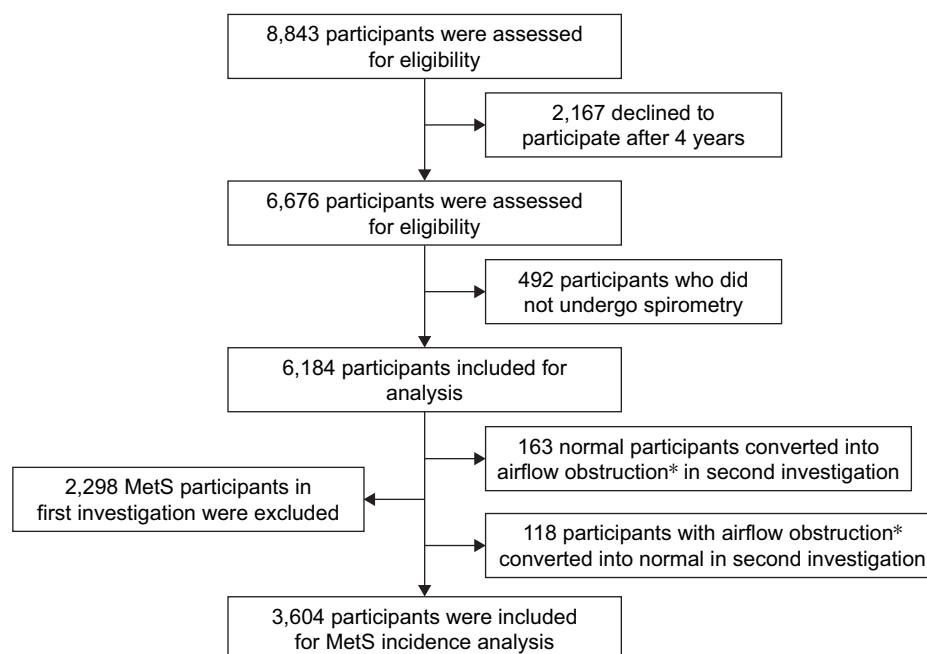 8,843 participants were assessed
for eligibility
2,167 declined to
participate after 4 years
6,676 participants were assessed
for eligibility
492 participants who did
not undergo spirometry
6,184 participants included for
analysis
163 normal participants converted into
airflow obstruction* in second investigation
2,298 MetS participants in
first investigation were excluded
118 participants with airflow obstruction*
converted into normal in second investigation
3,604 participants were included
for MetS incidence analysis